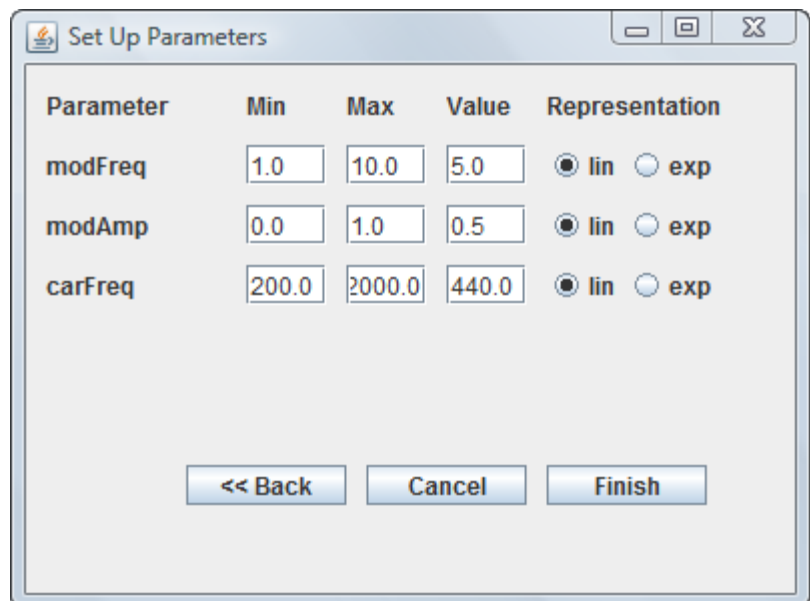 Set Up Parameters
Parameter Min Max Value Representation
modFreq 1.0 10.0 5.0 lin exp
modAmp 0.0 1.0 0.5 lin exp
carFreq 200.0 2000.0 440.0 lin exp
<< Back Cancel Finish